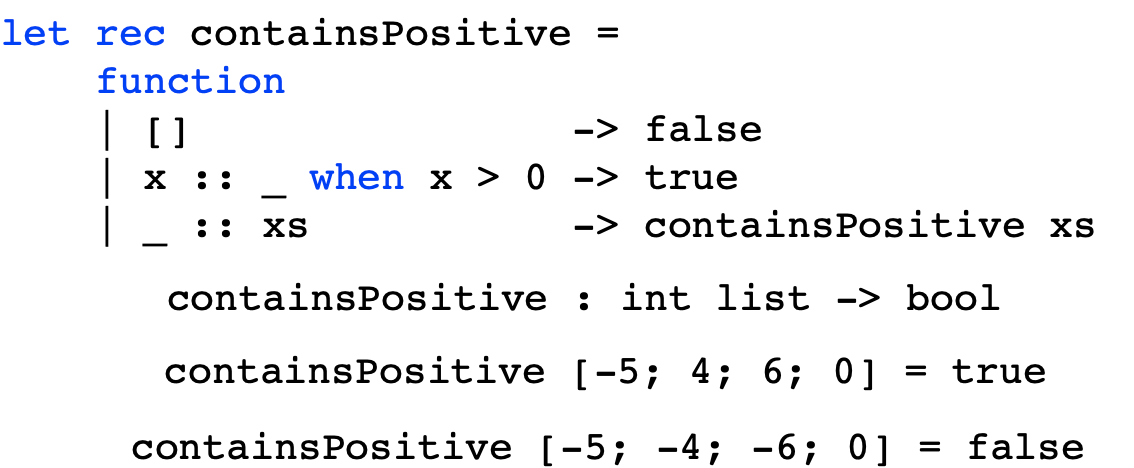 let rec containsPositive =
function
| [] -> false
| x :: _ when x > 0 -> true
| _ :: xs -> containsPositive xs
containsPositive : int list -> bool
containsPositive [-5; 4; 6; 0] = true
containsPositive [-5; -4; -6; 0] = false